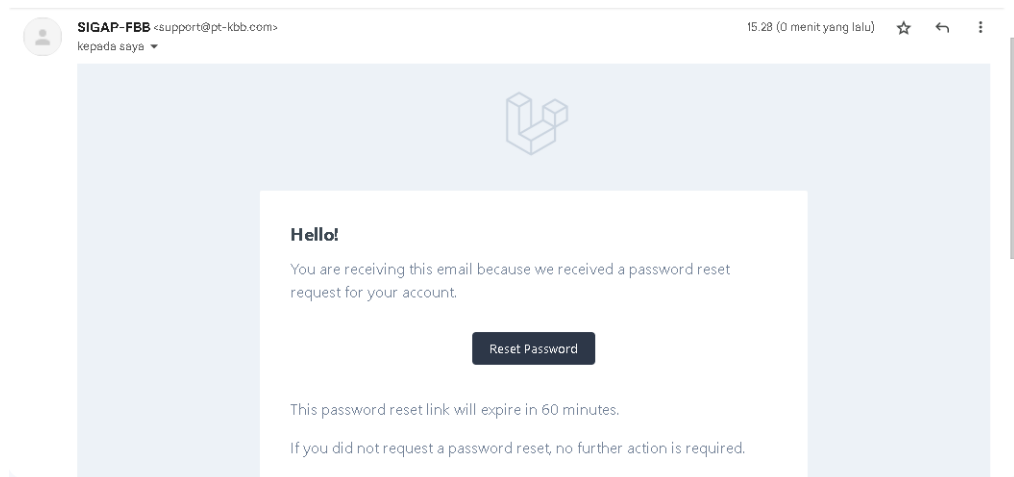 SIGAP-FBB <support@pt-kbb.com>
15.28 (0 menit yang lalu)
kepada saya
Hello!
You are receiving this email because we received a password reset
request for your account.
Reset Password
This password reset link will expire in 60 minutes.
If you did not request a password reset, no further action is required.